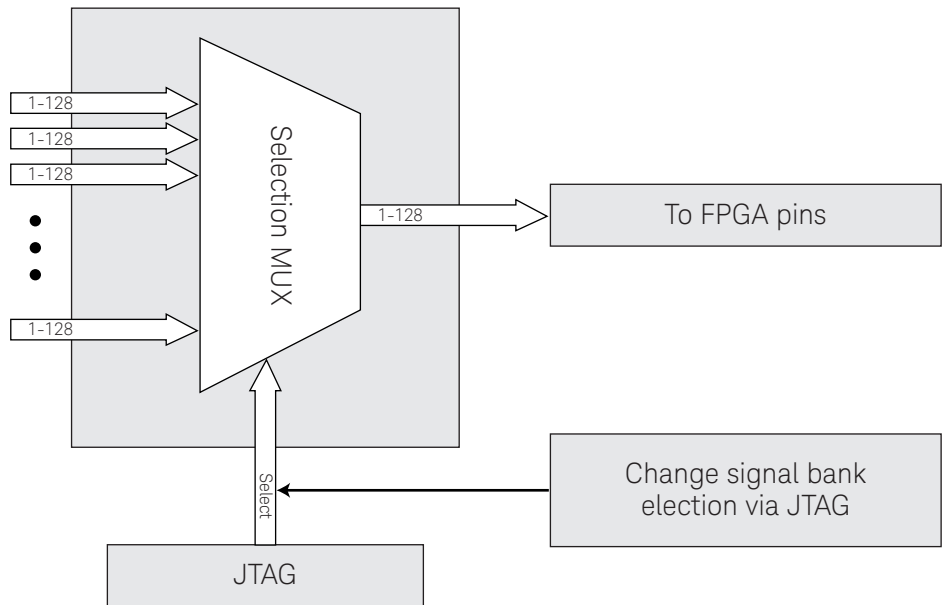 1-128
1-128
1-128
1-128
Selection MUX
1-128
To FPGA pins
Select
Change signal bank
election via JTAG
JTAG